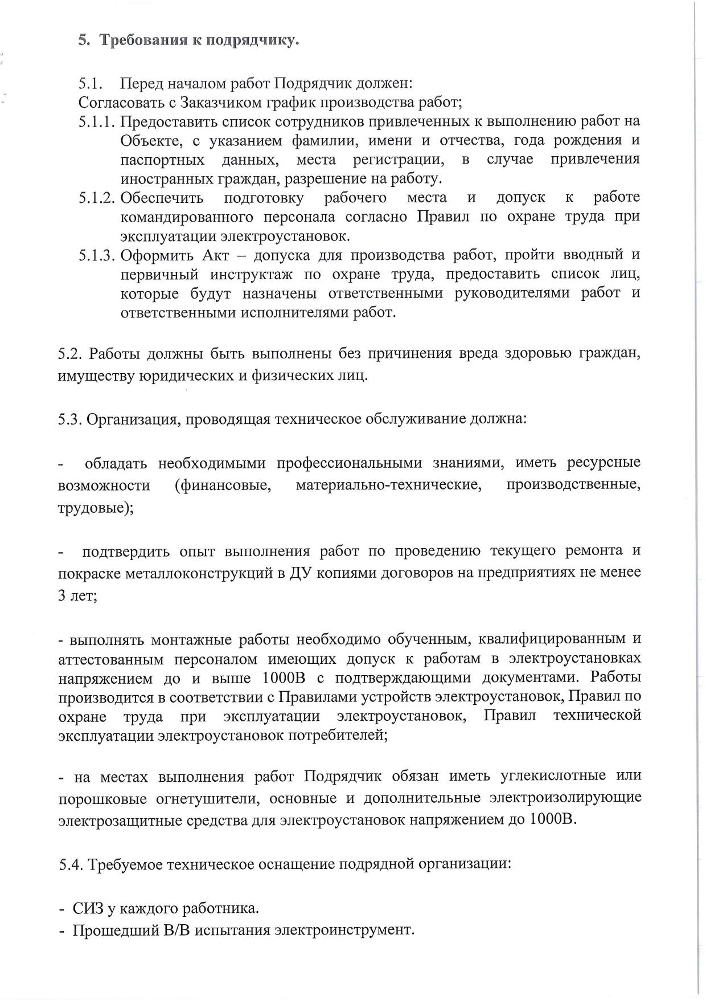 5. Требования к подрядчику.
5.1. Перед началом работ Подрядчик должен:
Согласовать с Заказчиком график производства работ;
5.1.1. Предоставить список сотрудников привлеченных к выполнению работ на
Объекте, с указанием фамилии, имени и отчества, года рождения и
паспортных данных, места регистрации, в случае привлечения
иностранных граждан, разрешение на работу.
5.1.2. Обеспечить подготовку рабочего места и допуск к работе
командированного персонала согласно Правил по охране труда при
эксплуатации электроустановок.
5.1.3. Оформить Акт – допуска для производства работ, пройти вводный и
первичный инструктаж по охране труда, предоставить список лиц,
которые будут назначены ответственными руководителями работ и
ответственными исполнителями работ.
5.2. Работы должны быть выполнены без причинения вреда здоровью граждан,
имуществу юридических и физических лиц.
5.3. Организация, проводящая техническое обслуживание должна:
- обладать необходимыми профессиональными знаниями, иметь ресурсные
возможности (финансовые, материально-технические, производственные,
трудовые);
- подтвердить опыт выполнения работ по проведению текущего ремонта и
покраске металлоконструкций в ДУ копиями договоров на предприятиях не менее
3 лет;
- выполнять монтажные работы необходимо обученным, квалифицированным и
аттестованным персоналом имеющих допуск к работам в электроустановках
напряжением до и выше 1000В с подтверждающими документами. Работы
производится в соответствии с Правилами устройств электроустановок, Правил по
охране труда при эксплуатации электроустановок, Правил технической
эксплуатации электроустановок потребителей;
- на местах выполнения работ Подрядчик обязан иметь углекислотные или
порошковые огнетушители, основные и дополнительные электроизолирующие
электрозащитные средства для электроустановок напряжением до 1000В.
5.4. Требуемое техническое оснащение подрядной организации:
- СИЗ у каждого работника.
- Прошедший В/В испытания электроинструмент.